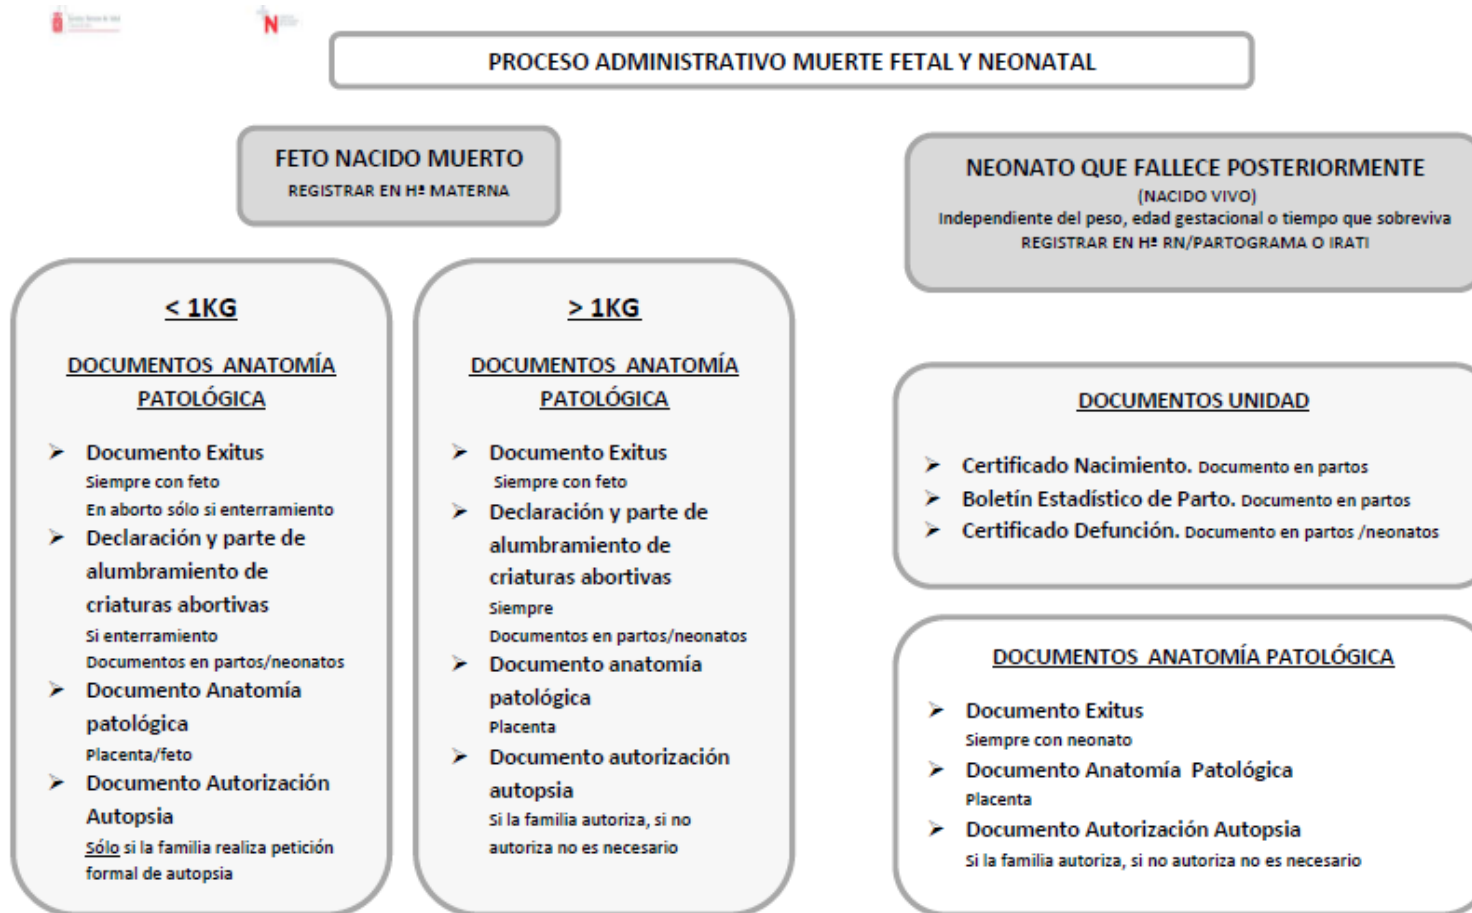 PROCESO ADMINISTRATIVO MUERTE FETAL Y NEONATAL
FETO NACIDO MUERTO
REGISTRAR EN Hª MATERNA
< 1KG
DOCUMENTOS ANATOMÍA
PATOLÓGICA
➢ Documento Exitus
Siempre con feto
En aborto sólo si enterramiento
➢ Declaración y parte de
alumbramiento de
criaturas abortivas
Si enterramiento
Documentos en partos/neonatos
➢ Documento Anatomía
patológica
Placenta/feto
➢ Documento Autorización
Autopsia
Sólo si la familia realiza petición
formal de autopsia
> 1KG
DOCUMENTOS ANATOMÍA
PATOLÓGICA
➢ Documento Exitus
Siempre con feto
➢ Declaración y parte de
alumbramiento de
criaturas abortivas
Siempre
Documentos en partos/neonatos
➢ Documento anatomía
patológica
Placenta
➢ Documento autorización
autopsia
Si la familia autoriza, si no
autoriza no es necesario
NEONATO QUE FALLECE POSTERIORMENTE
(NACIDO VIVO)
Independiente del peso, edad gestacional o tiempo que sobreviva
REGISTRAR EN Hª RN/PARTOGRAMA O IRATI
DOCUMENTOS UNIDAD
➢ Certificado Nacimiento. Documento en partos
➢ Boletín Estadístico de Parto. Documento en partos
➢ Certificado Defunción. Documento en partos /neonatos
DOCUMENTOS ANATOMÍA PATOLÓGICA
➢ Documento Exitus
Siempre con neonato
➢ Documento Anatomía Patológica
Placenta
➢ Documento Autorización Autopsia
Si la familia autoriza, si no autoriza no es necesario